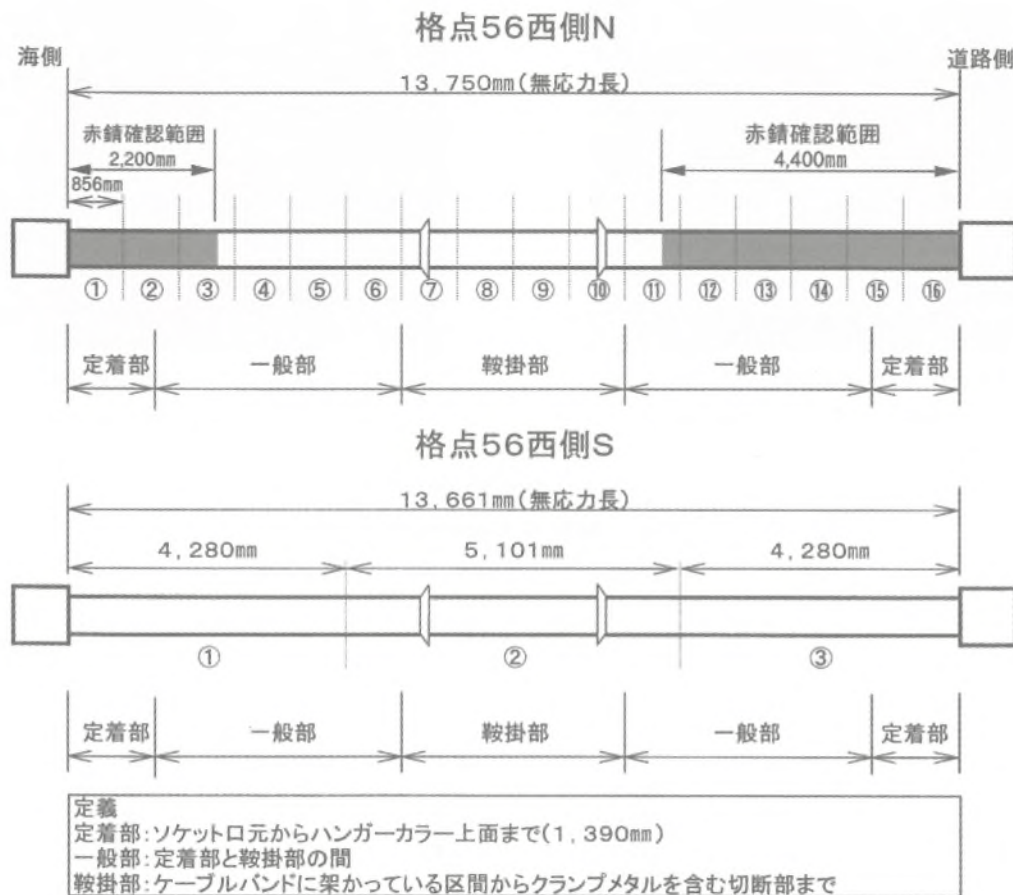 格点56西側N
海側
道路側
13,750㎜(無応力長)
赤錆確認範囲
2,200㎜
赤錆確認範囲
4,400㎜
856㎜
① ② ③ ④ ⑤ ⑥ ⑦ ⑧ ⑨ ⑩ ⑪ ⑫ ⑬ ⑭ ⑮ ⑯
定着部 一般部 鞍掛部 一般部 定着部
格点56西側S
13,661㎜(無応力長)
4,280㎜ 5,101㎜ 4,280㎜
① ② ③
定着部 一般部 鞍掛部 一般部 定着部
定義
定着部:ソケット口元からハンガーカラー上面まで(1,390㎜)
一般部:定着部と鞍掛部の間
鞍掛部:ケーブルバンドに架かっている区間からクランプメタルを含む切断部まで